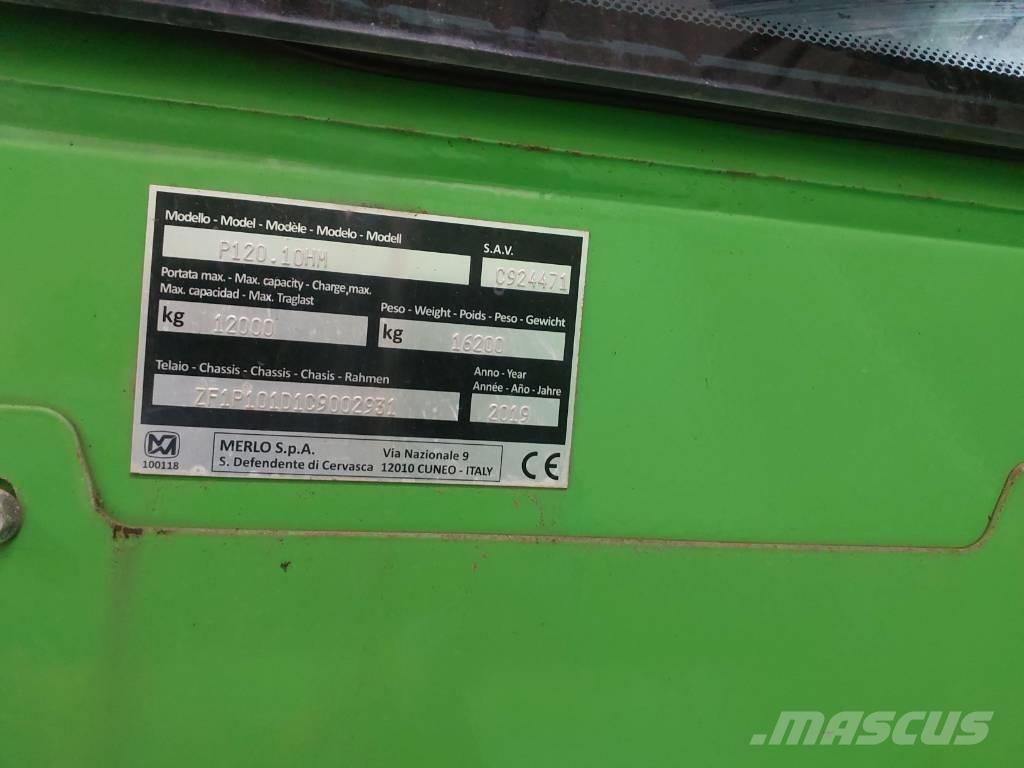 Modello - Model - Modèle - Modelo - Modell
P120.10HM
S.A.V.
C924471
Portata max. - Max. capacity - Charge,max.
Max. capacidad - Max. Traglast
kg 12000
Peso - Weight - Poids - Peso - Gewicht
kg 16200
Telaio - Chassis - Chassis - Chasis - Rahmen
ZF1P101D1C9002931
Anno - Year
Année - Año - Jahre
2019
100118
MERLO S.p.A. Via Nazionale 9
S. Defendente di Cervasca 12010 CUNEO - ITALY
CE
.MASCUS